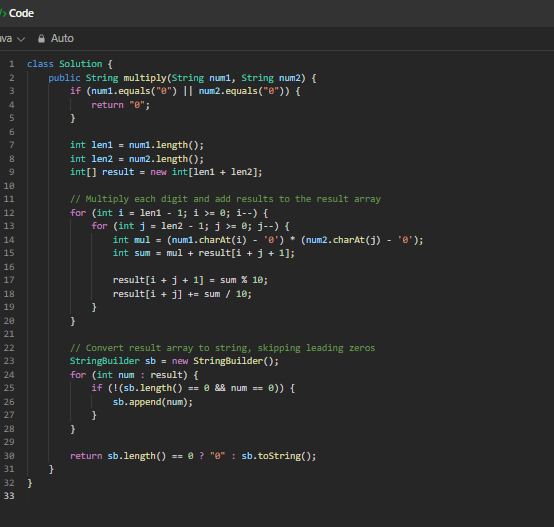 Code
ava Auto
1 class Solution {
2     public String multiply(String num1, String num2) {
3         if (num1.equals("0") || num2.equals("0")) {
4             return "0";
5         }
6
7         int len1 = num1.length();
8         int len2 = num2.length();
9         int[] result = new int[len1 + len2];
10
11         // Multiply each digit and add results to the result array
12         for (int i = len1 - 1; i >= 0; i--) {
13             for (int j = len2 - 1; j >= 0; j--) {
14                 int mul = (num1.charAt(i) - '0') * (num2.charAt(j) - '0');
15                 int sum = mul + result[i + j + 1];
16
17                 result[i + j + 1] = sum % 10;
18                 result[i + j] += sum / 10;
19             }
20         }
21
22         // Convert result array to string, skipping leading zeros
23         StringBuilder sb = new StringBuilder();
24         for (int num : result) {
25             if (!(sb.length() == 0 && num == 0)) {
26                 sb.append(num);
27             }
28         }
29
30         return sb.length() == 0 ? "0" : sb.toString();
31     }
32 }
33